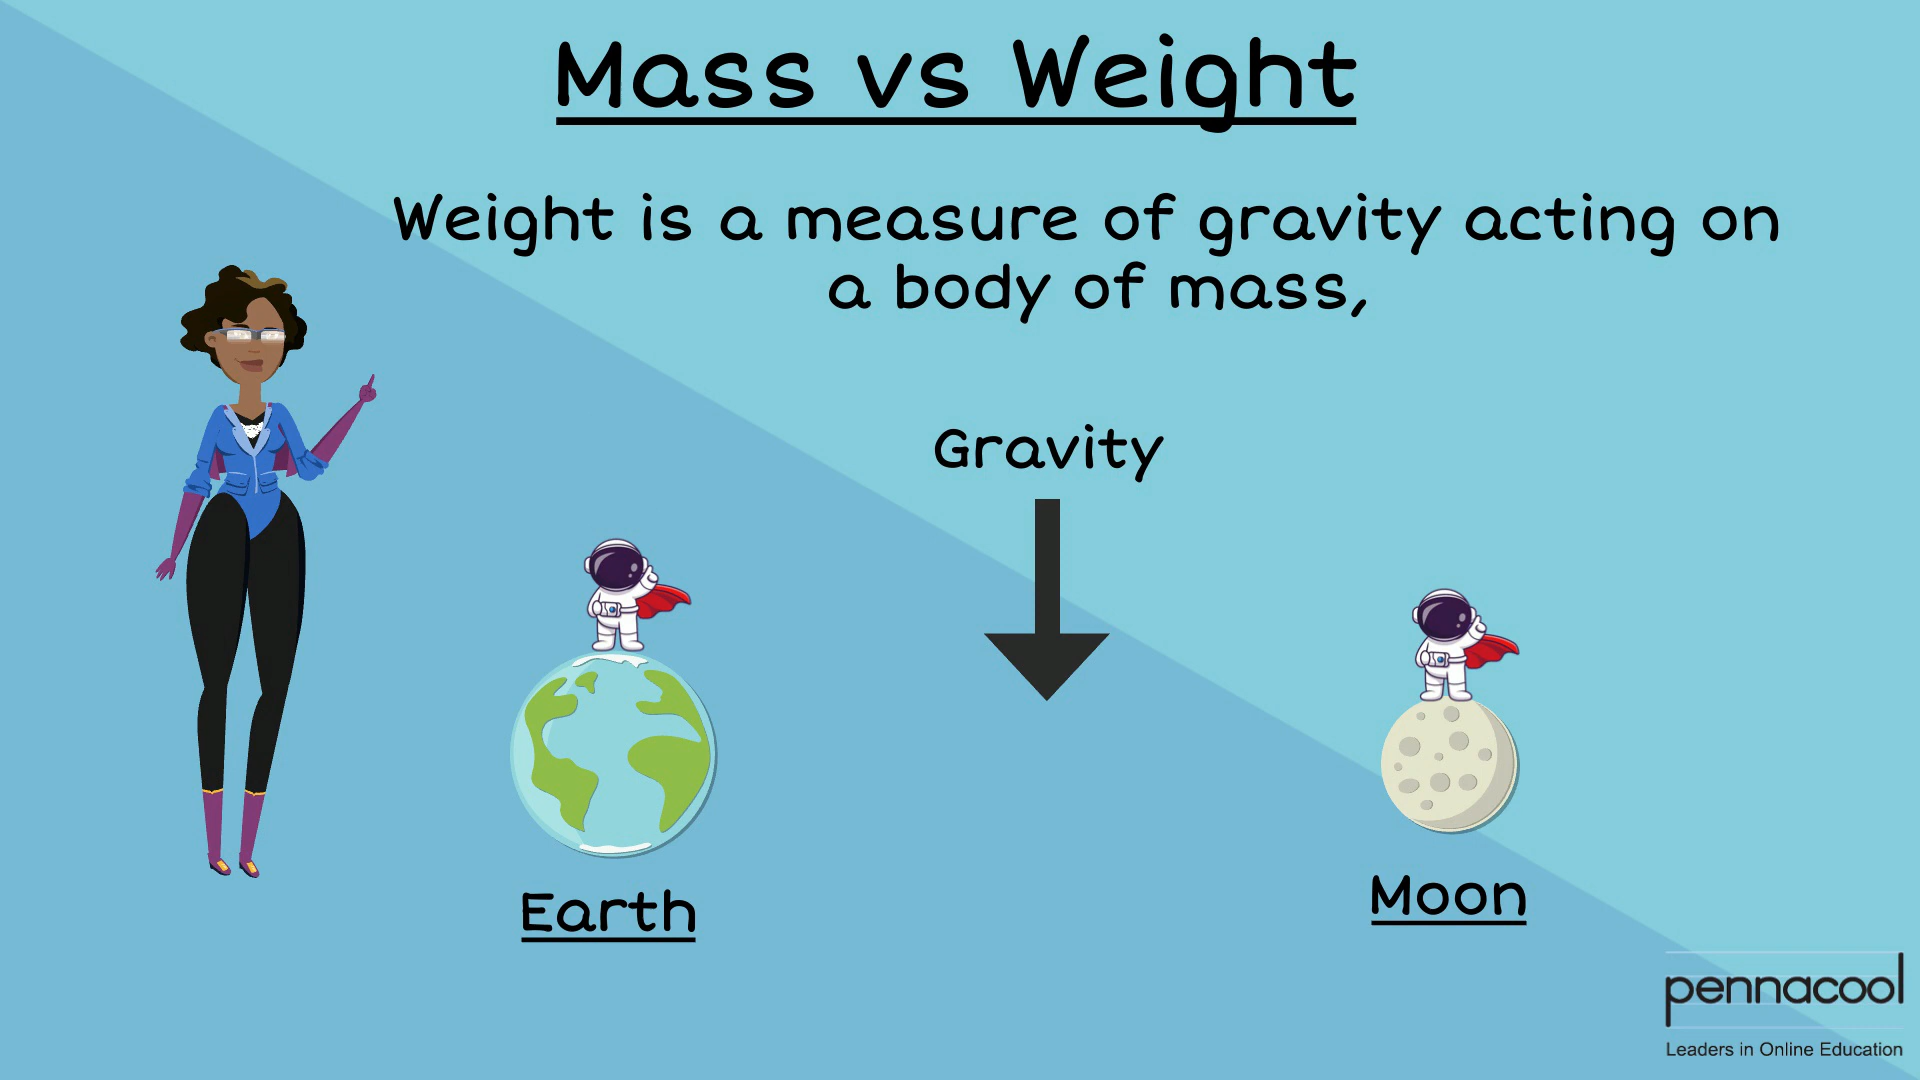 Mass vs Weight
Weight is a measure of gravity acting on
a body of mass,
Gravity
Earth
Moon
pennacool
Leaders in Online Education